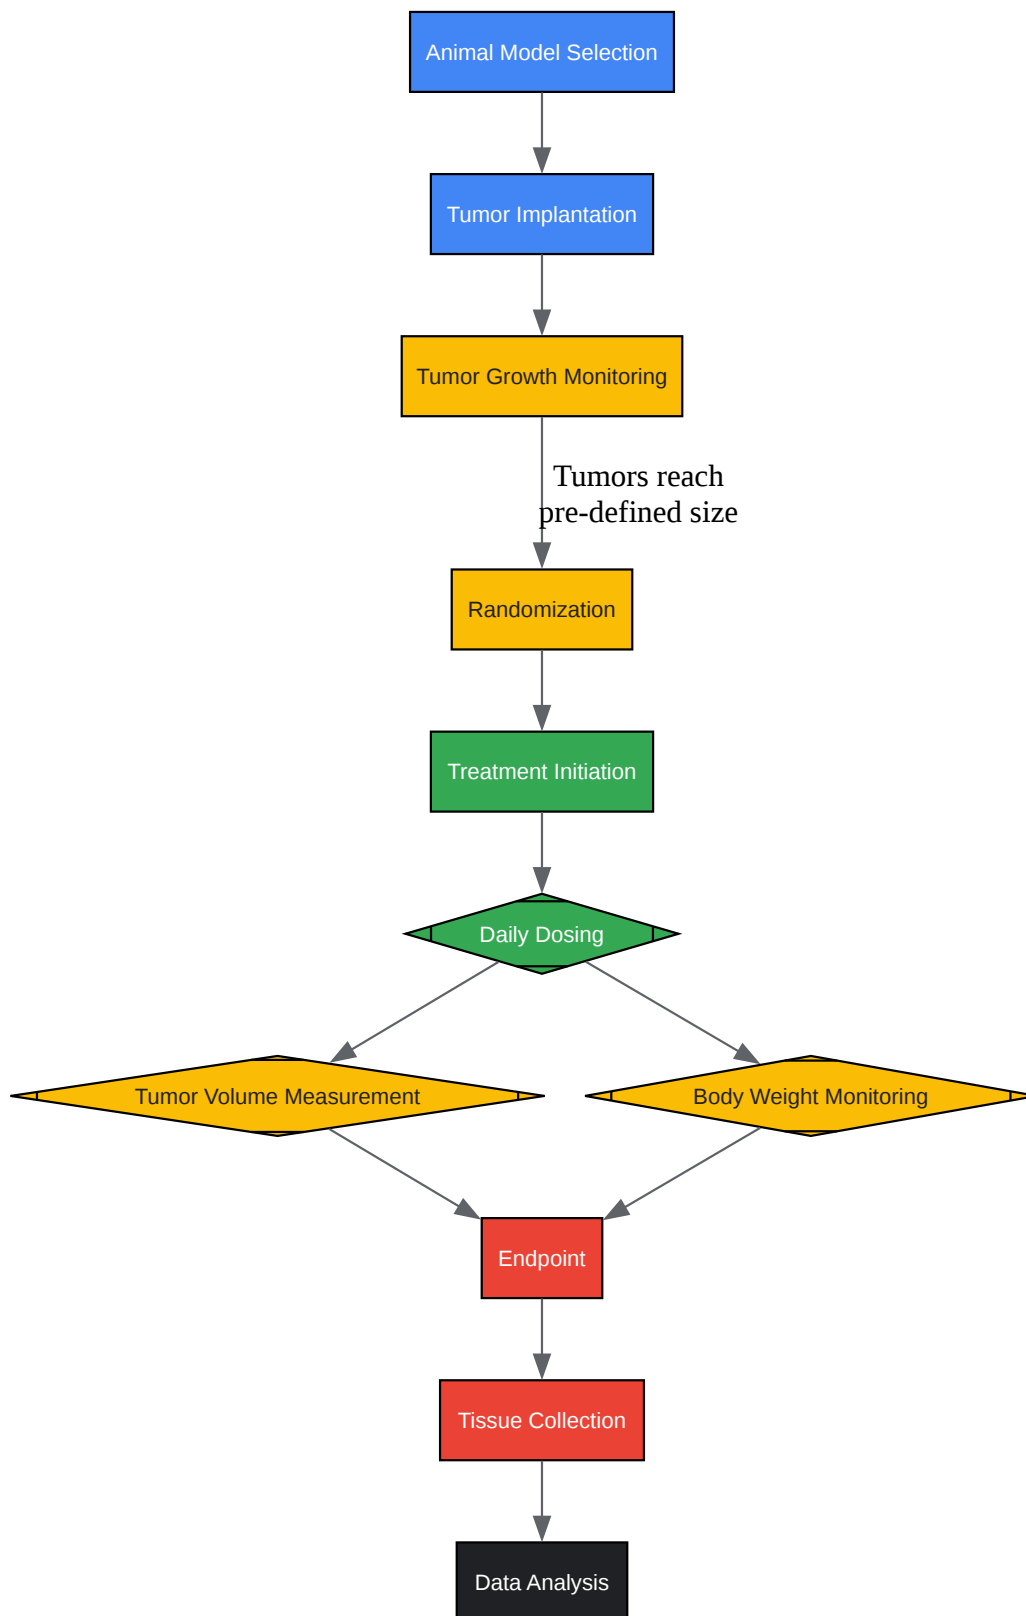 Animal Model Selection
Tumor Implantation
Tumor Growth Monitoring
Tumors reach
pre-defined size
Randomization
Treatment Initiation
Daily Dosing
Tumor Volume Measurement
Body Weight Monitoring
Endpoint
Tissue Collection
Data Analysis